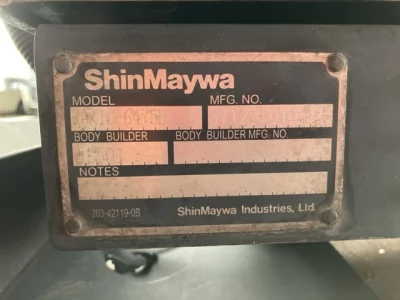 ShinMaywa
MODEL MFG. NO.
BODY BUILDER BODY BUILDER MFG. NO.
NOTES
203-42119-0B ShinMaywa Industries, Ltd.